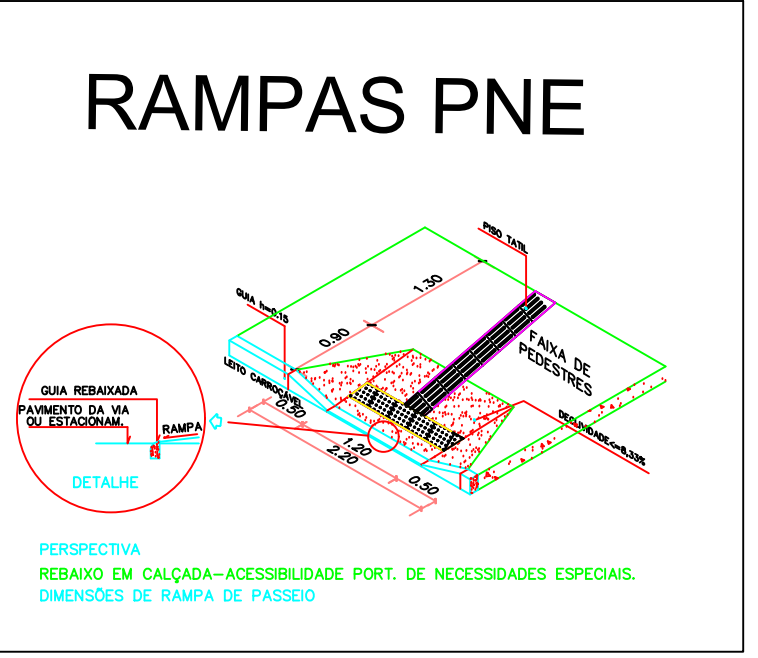 RAMPAS PNE
PISO TATIL
1.30
GUIA h=0.15
0.90
FAIXA DE
PEDESTRES
LEITO CARROÇAVEL
GUIA REBAIXADA
PAVIMENTO DA VIA
OU ESTACIONAM.
RAMPA
DETALHE
0.50
1.20
2.20
0.50
DECLIVIDADE<=8,33%
PERSPECTIVA
REBAIXO EM CALÇADA-ACESSIBILIDADE PORT. DE NECESSIDADES ESPECIAIS.
DIMENSÕES DE RAMPA DE PASSEIO